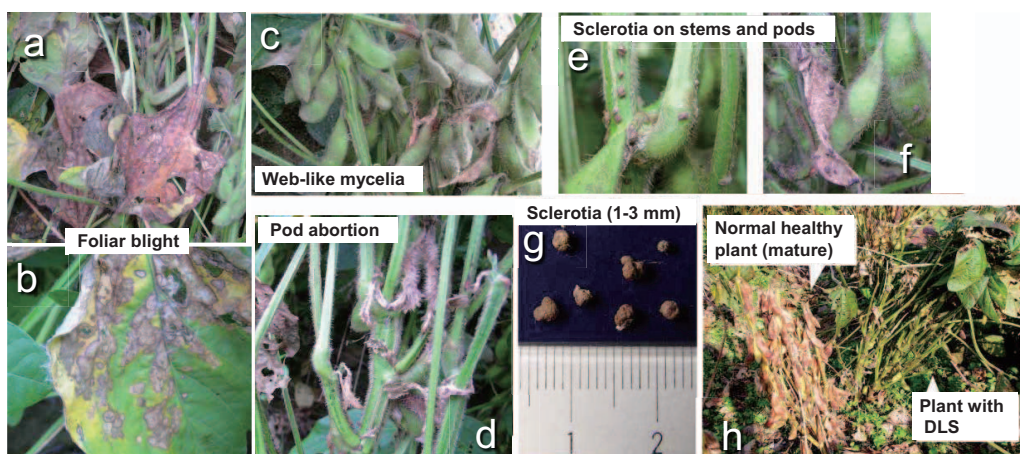 a
c
Web-like mycelia
Sclerotia on stems and pods
e
f
Foliar blight
b
Pod abortion
d
Sclerotia (1-3 mm)
g
1
2
Normal healthy
plant (mature)
Plant with
DLS
h